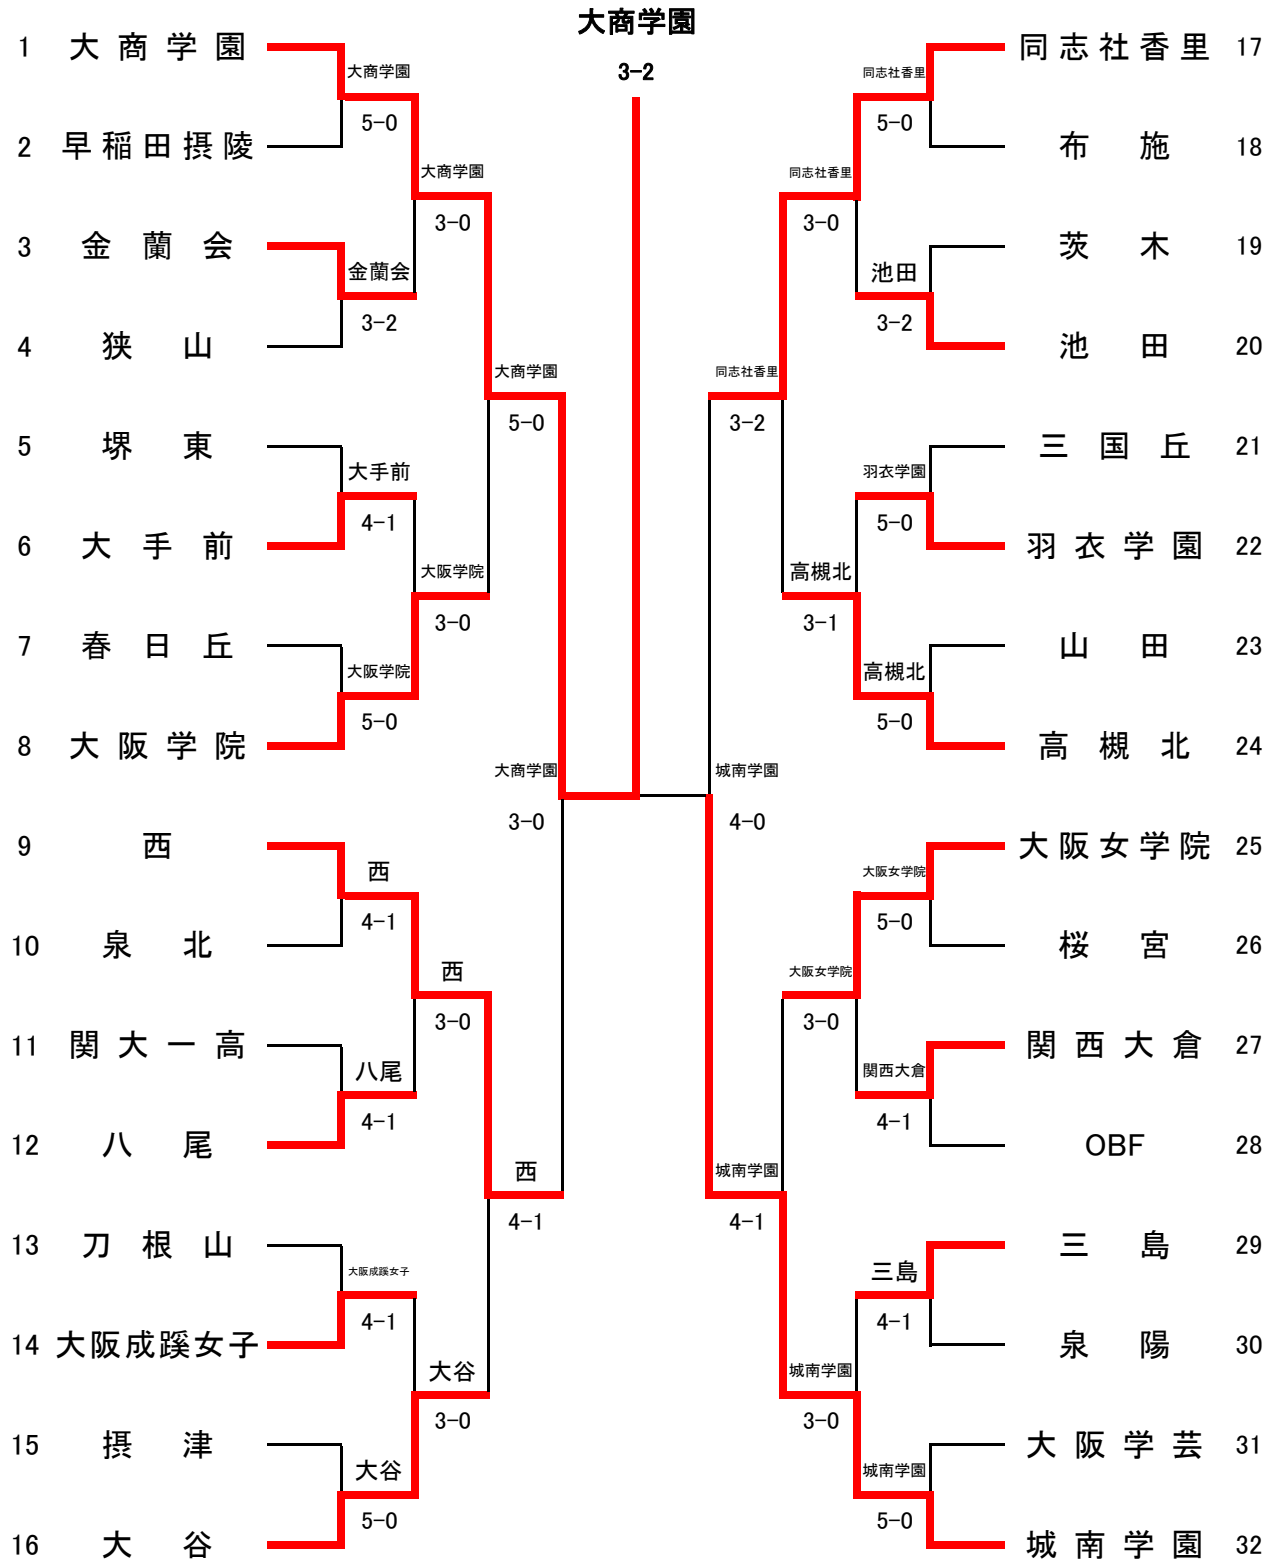 大商学園
3-2
1 大商学園
2 早稲田摂陵
3 金蘭会
4 狭山
5 堺東
6 大手前
7 春日丘
8 大阪学院
9 西
10 泉北
11 関大一高
12 八尾
13 刀根山
14 大阪成蹊女子
15 摂津
16 大谷
大商学園
5-0
金蘭会
3-2
大手前
4-1
大阪学院
5-0
西
4-1
八尾
4-1
大阪成蹊女子
4-1
大谷
5-0
大商学園
3-0
大阪学院
3-0
西
3-0
大谷
3-0
大商学園
5-0
西
4-1
大商学園
3-0
城南学園
4-0
同志社香里
3-2
城南学園
4-1
同志社香里
3-0
高槻北
3-1
大阪女学院
3-0
城南学園
3-0
同志社香里
5-0
池田
3-2
羽衣学園
5-0
高槻北
5-0
大阪女学院
5-0
関西大倉
4-1
三島
4-1
城南学園
5-0
同志社香里 17
布施 18
茨木 19
池田 20
三国丘 21
羽衣学園 22
山田 23
高槻北 24
大阪女学院 25
桜宮 26
関西大倉 27
OBF 28
三島 29
泉陽 30
大阪学芸 31
城南学園 32